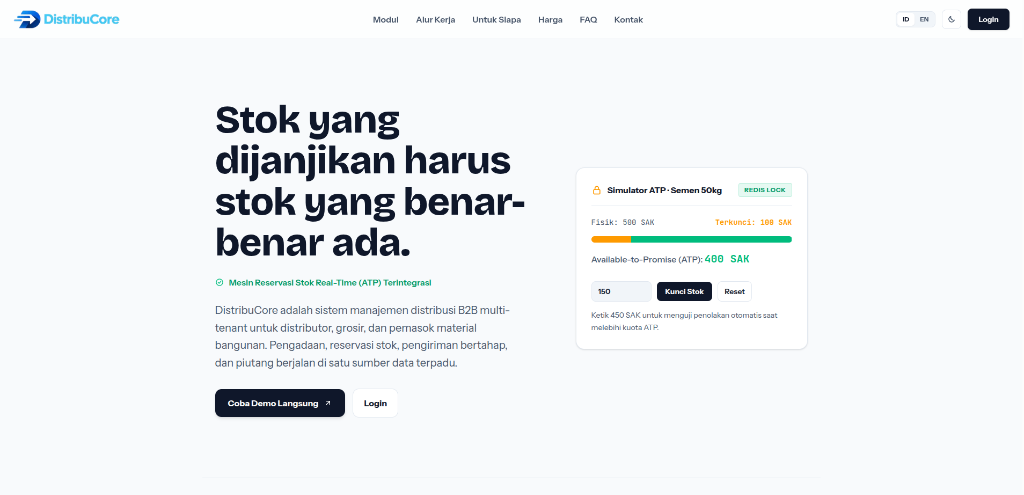 DistribuCore
Modul
Alur Kerja
Untuk Siapa
Harga
FAQ
Kontak
ID
EN
Login
Stok yang
dijanjikan harus
stok yang benar-
benar ada.
Mesin Reservasi Stok Real-Time (ATP) Terintegrasi
DistribuCore adalah sistem manajemen distribusi B2B multi-
tenant untuk distributor, grosir, dan pemasok material
bangunan. Pengadaan, reservasi stok, pengiriman bertahap,
dan piutang berjalan di satu sumber data terpadu.
Coba Demo Langsung
Login
Simulator ATP · Semen 50kg
REDIS LOCK
Fisik: 500 SAK
Terkunci: 100 SAK
Available-to-Promise (ATP): 400 SAK
150
Kunci Stok
Reset
Ketik 450 SAK untuk menguji penolakan otomatis saat
melebihi kuota ATP.